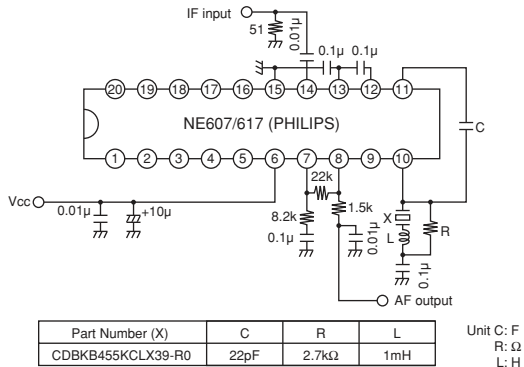 IF input
51
0.01µ
0.1µ 0.1µ
20 19 18 17 16 15 14 13 12 11
NE607/617 (PHILIPS)
C
1 2 3 4 5 6 7 8 9 10
22k
Vcc
0.01µ
+10µ
8.2k
1.5k
0.1µ
0.01µ
X
L
R
0.1µ
AF output
Part Number (X) C R L
CDBKB455KCLX39-R0 22pF 2.7kΩ 1mH
Unit C: F
R: Ω
L: H